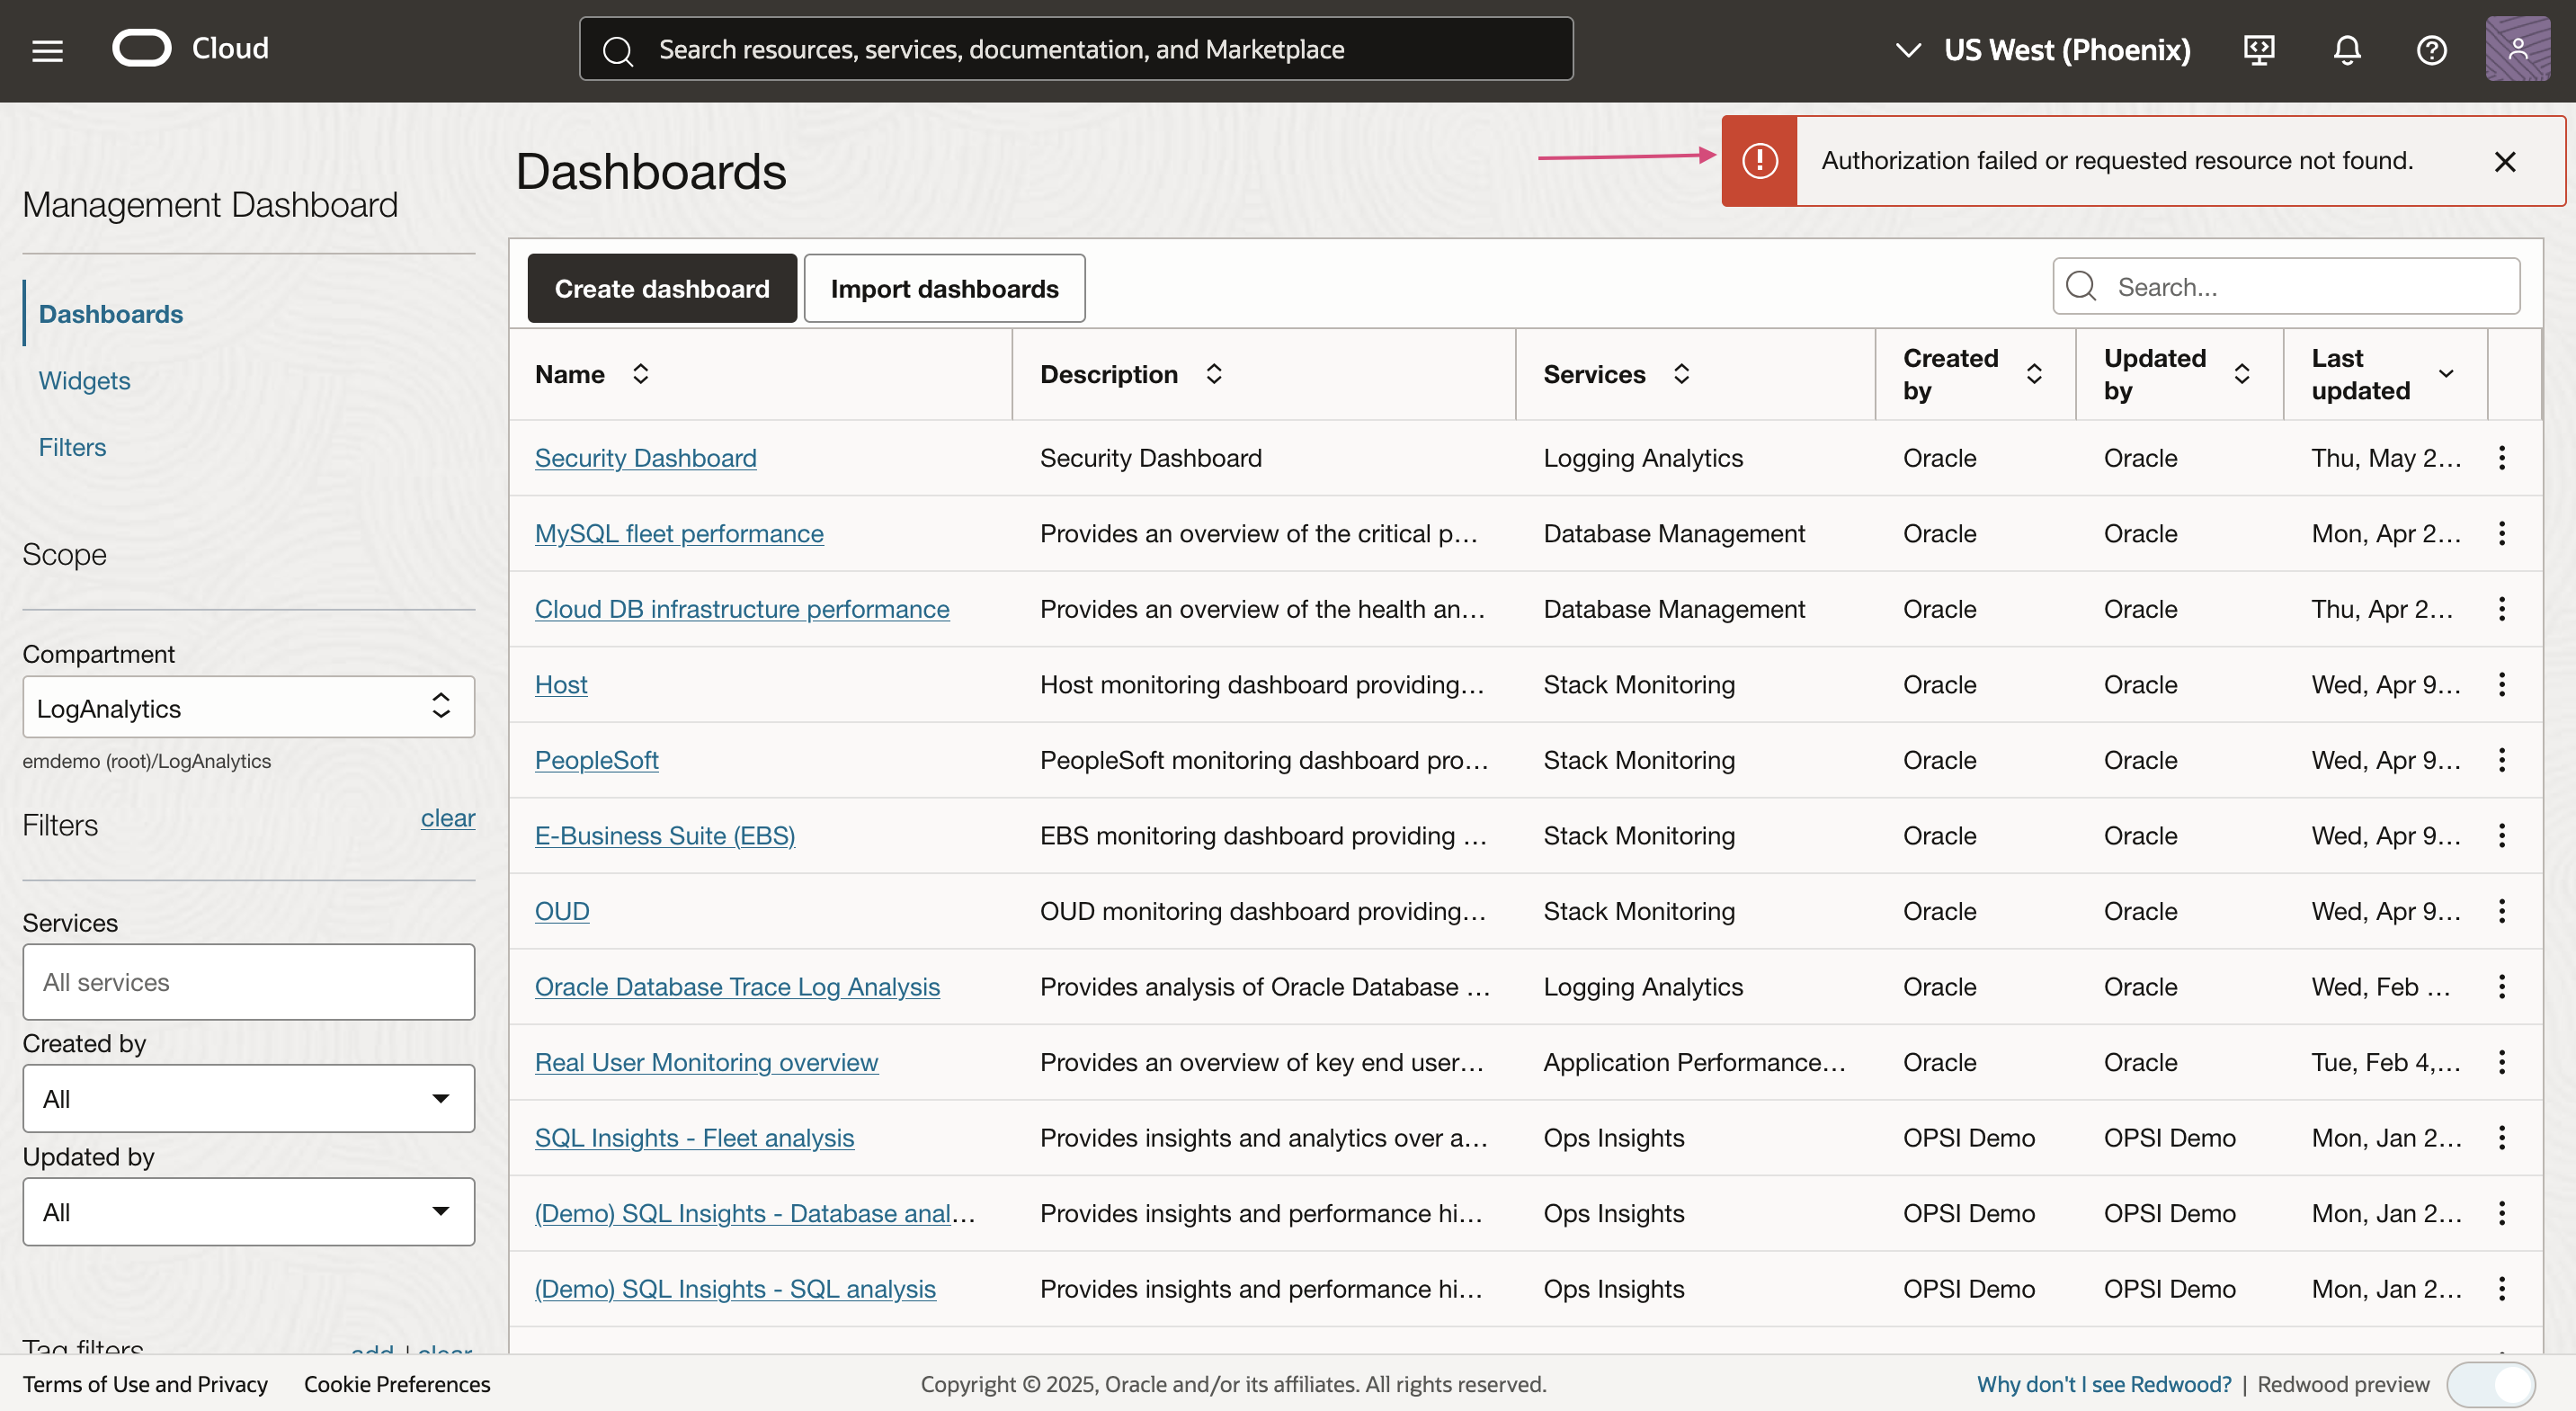 Cloud
Search resources, services, documentation, and Marketplace
US West (Phoenix)
Authorization failed or requested resource not found.
Management Dashboard
Dashboards
Widgets
Filters
Scope
Compartment
LogAnalytics
emdemo (root)/LogAnalytics
Filters clear
Services
All services
Created by
All
Updated by
All
Tag filters add | clear
Dashboards
Create dashboard Import dashboards Search...
Name Description Services Created by Updated by Last updated
Security Dashboard Security Dashboard Logging Analytics Oracle Oracle Thu, May 2...
MySQL fleet performance Provides an overview of the critical p... Database Management Oracle Oracle Mon, Apr 2...
Cloud DB infrastructure performance Provides an overview of the health an... Database Management Oracle Oracle Thu, Apr 2...
Host Host monitoring dashboard providing... Stack Monitoring Oracle Oracle Wed, Apr 9...
PeopleSoft PeopleSoft monitoring dashboard pro... Stack Monitoring Oracle Oracle Wed, Apr 9...
E-Business Suite (EBS) EBS monitoring dashboard providing ... Stack Monitoring Oracle Oracle Wed, Apr 9...
OUD OUD monitoring dashboard providing... Stack Monitoring Oracle Oracle Wed, Apr 9...
Oracle Database Trace Log Analysis Provides analysis of Oracle Database ... Logging Analytics Oracle Oracle Wed, Feb ...
Real User Monitoring overview Provides an overview of key end user... Application Performance... Oracle Oracle Tue, Feb 4,...
SQL Insights - Fleet analysis Provides insights and analytics over a... Ops Insights OPSI Demo OPSI Demo Mon, Jan 2...
(Demo) SQL Insights - Database anal... Provides insights and performance hi... Ops Insights OPSI Demo OPSI Demo Mon, Jan 2...
(Demo) SQL Insights - SQL analysis Provides insights and performance hi... Ops Insights OPSI Demo OPSI Demo Mon, Jan 2...
Terms of Use and Privacy Cookie Preferences Copyright © 2025, Oracle and/or its affiliates. All rights reserved. Why don't I see Redwood? | Redwood preview